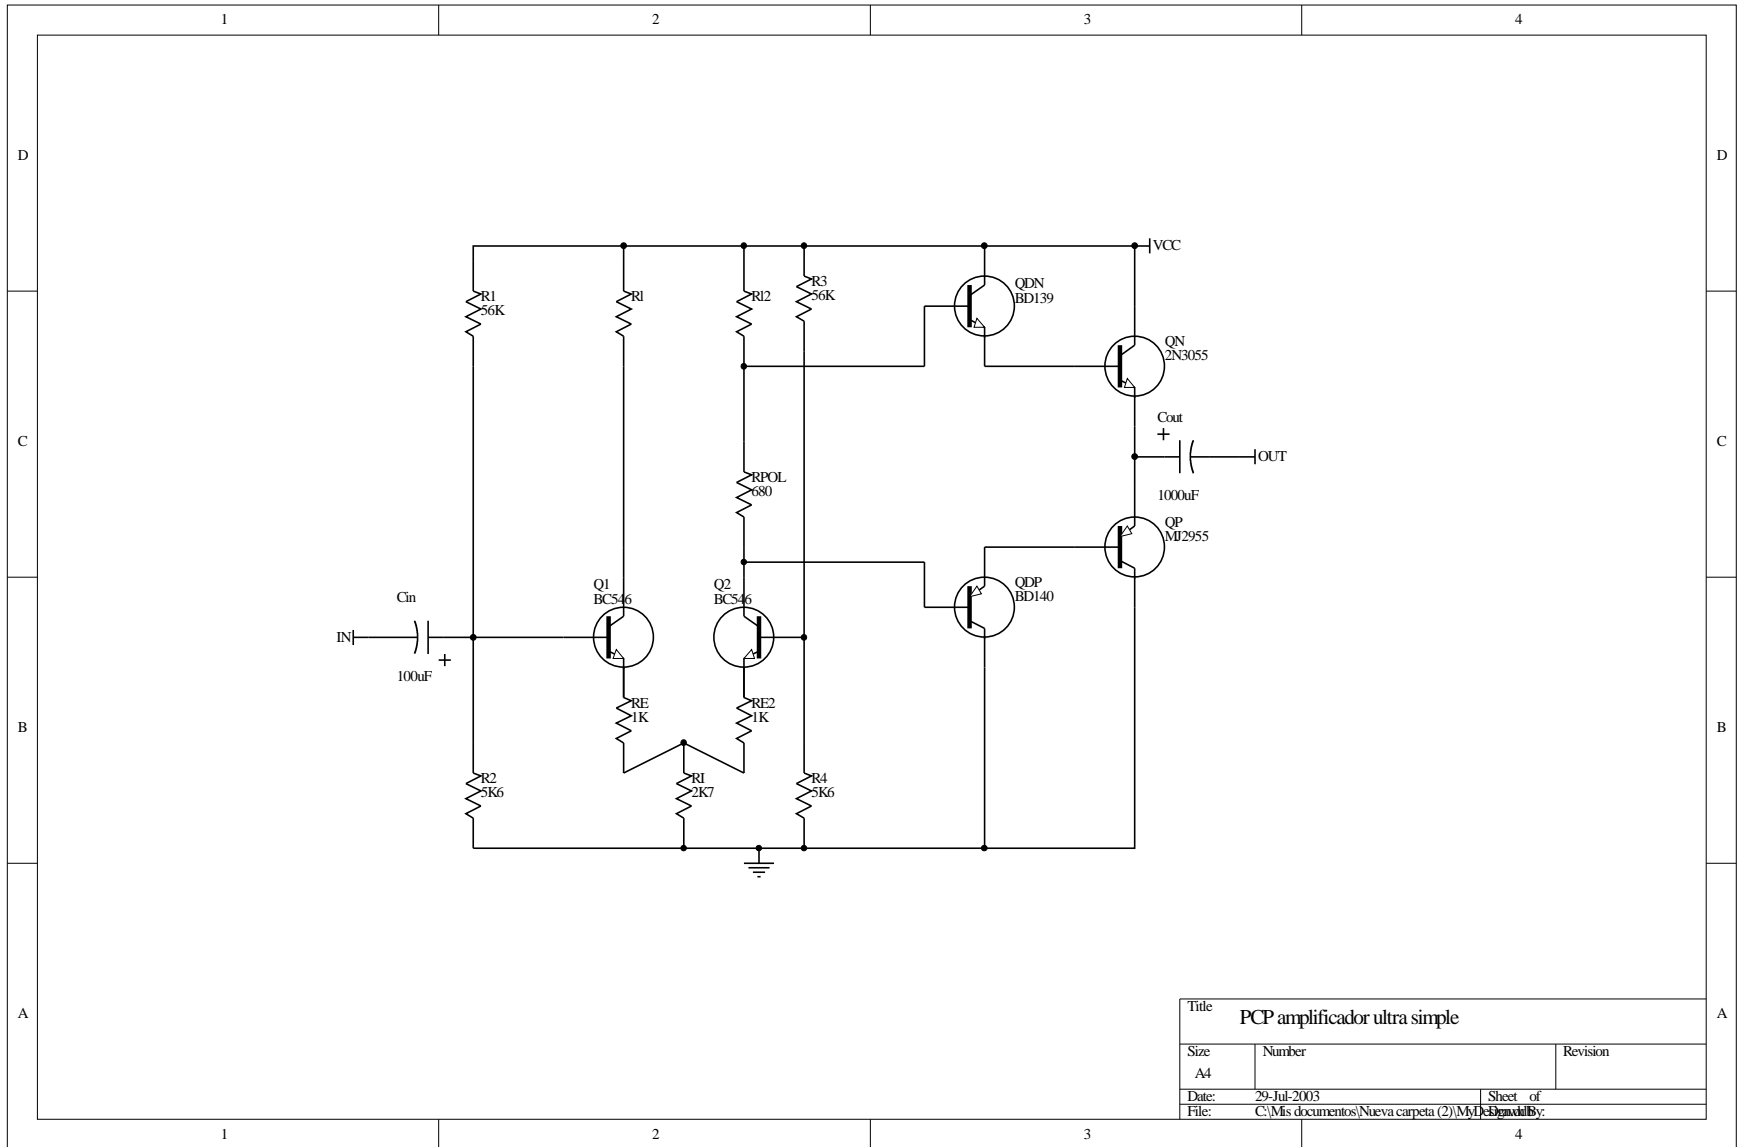 1 2 3 4
D D
C C
B B
A A
VCC
R1
56K
Rl
Rl2
R3
56K
QDN
BD139
QN
2N3055
Cout
+
OUT
1000uF
RPOL
680
QP
MJ2955
Q1
BC546
Q2
BC546
QDP
BD140
Cin
IN
+
100uF
RE
1K
RE2
1K
R2
5K6
RI
2K7
R4
5K6
Title
PCP amplificador ultra simple
Size
A4
Number
Revision
Date: 29-Jul-2003 Sheet of
File: C:\Mis documentos\Nueva carpeta (2)\ By:
1 2 3 4